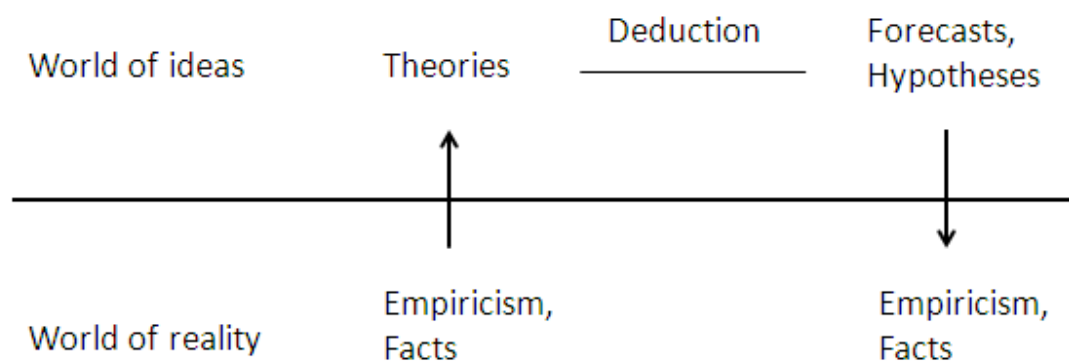 Deduction
Forecasts,
World of ideas
Theories
Hypotheses
Empiricism,
Empiricism,
World of reality
Facts
Facts